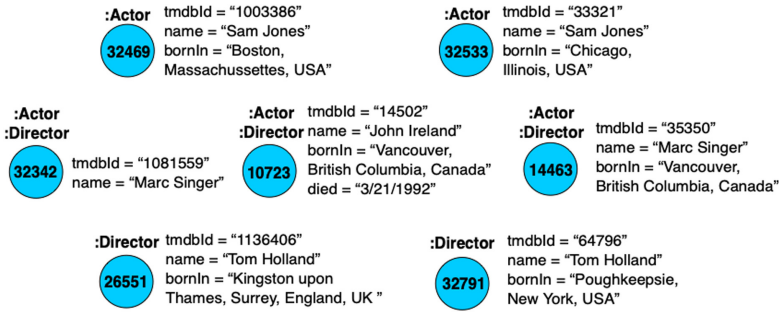 :Actor
32469
tmdbId = “1003386”
name = “Sam Jones”
bornIn = “Boston,
Massachussettes, USA”
:Actor
32533
tmdbId = “33321”
name = “Sam Jones”
bornIn = “Chicago,
Illinois, USA”
:Actor
:Director
32342
tmdbId = “1081559”
name = “Marc Singer”
:Actor
:Director
10723
tmdbId = “14502”
name = “John Ireland”
bornIn = “Vancouver,
British Columbia, Canada”
died = “3/21/1992”
:Actor
:Director
14463
tmdbId = “35350”
name = “Marc Singer”
bornIn = “Vancouver,
British Columbia, Canada”
:Director
26551
tmdbId = “1136406”
name = “Tom Holland”
bornIn = “Kingston upon
Thames, Surrey, England, UK ”
:Director
32791
tmdbId = “64796”
name = “Tom Holland”
bornIn = “Poughkeepsie,
New York, USA”